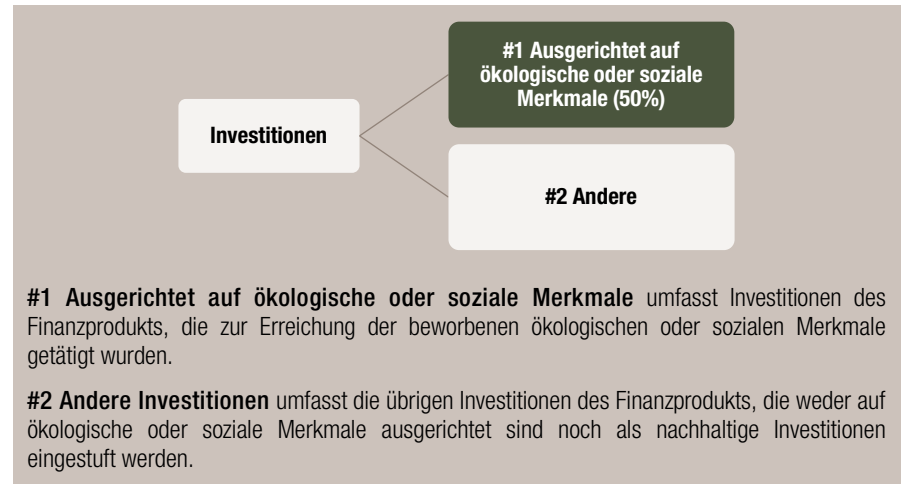 #1 Ausgerichtet auf
ökologische oder soziale
Merkmale (50%)
Investitionen
#2 Andere
#1 Ausgerichtet auf ökologische oder soziale Merkmale umfasst Investitionen des
Finanzprodukts, die zur Erreichung der beworbenen ökologischen oder sozialen Merkmale
getätigt wurden.
#2 Andere Investitionen umfasst die übrigen Investitionen des Finanzprodukts, die weder auf
ökologische oder soziale Merkmale ausgerichtet sind noch als nachhaltige Investitionen
eingestuft werden.